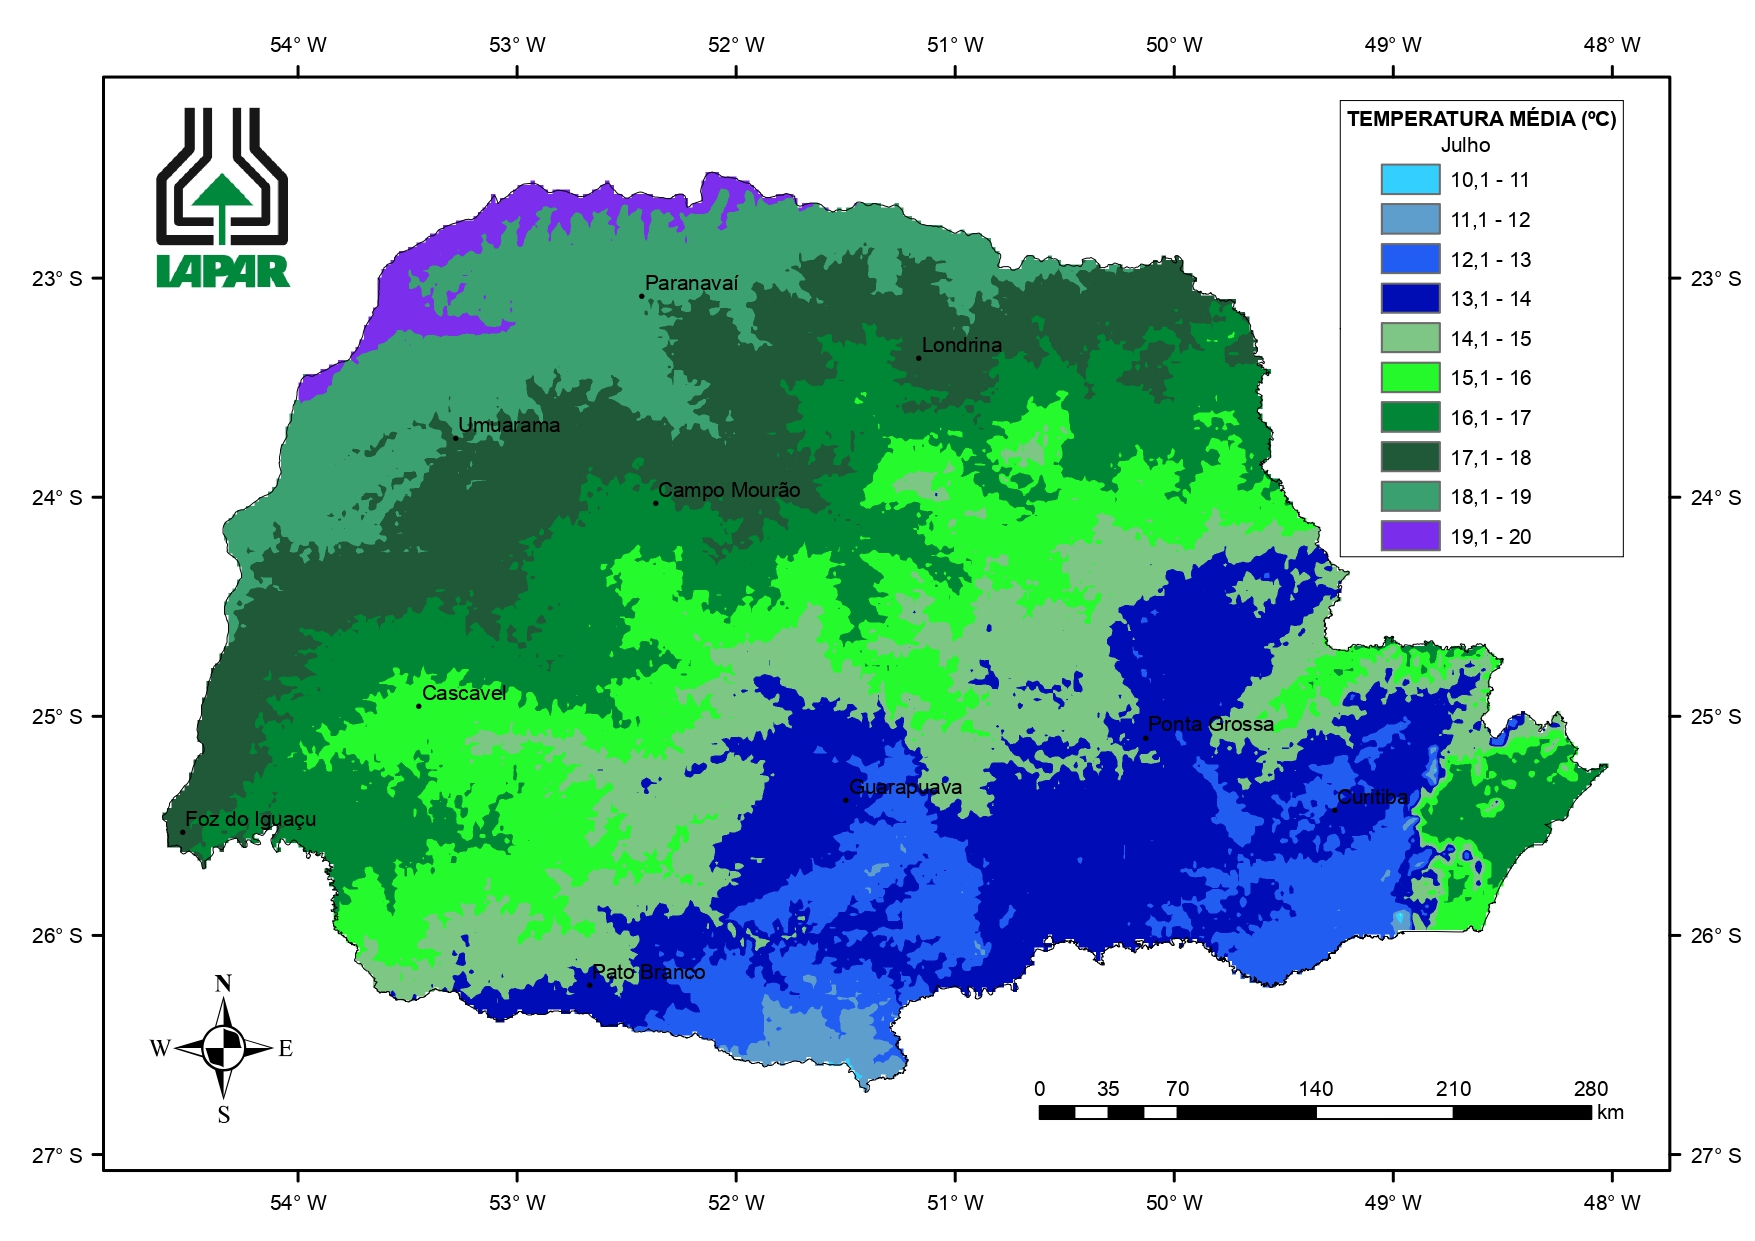 54° W 53° W 52° W 51° W 50° W 49° W 48° W
TEMPERATURA MÉDIA (ºC)
Julho
10,1 - 11
11,1 - 12
12,1 - 13
13,1 - 14
14,1 - 15
15,1 - 16
16,1 - 17
17,1 - 18
18,1 - 19
19,1 - 20
IAPAR
23° S 23° S
Paranavaí
Londrina
Umuarama
Campo Mourão
24° S 24° S
Cascavel
25° S 25° S
Ponta Grossa
Guarapuava
Curitiba
Foz do Iguaçu
26° S 26° S
Pato Branco
N
W E
S
0 35 70 140 210 280
km
27° S 27° S
54° W 53° W 52° W 51° W 50° W 49° W 48° W